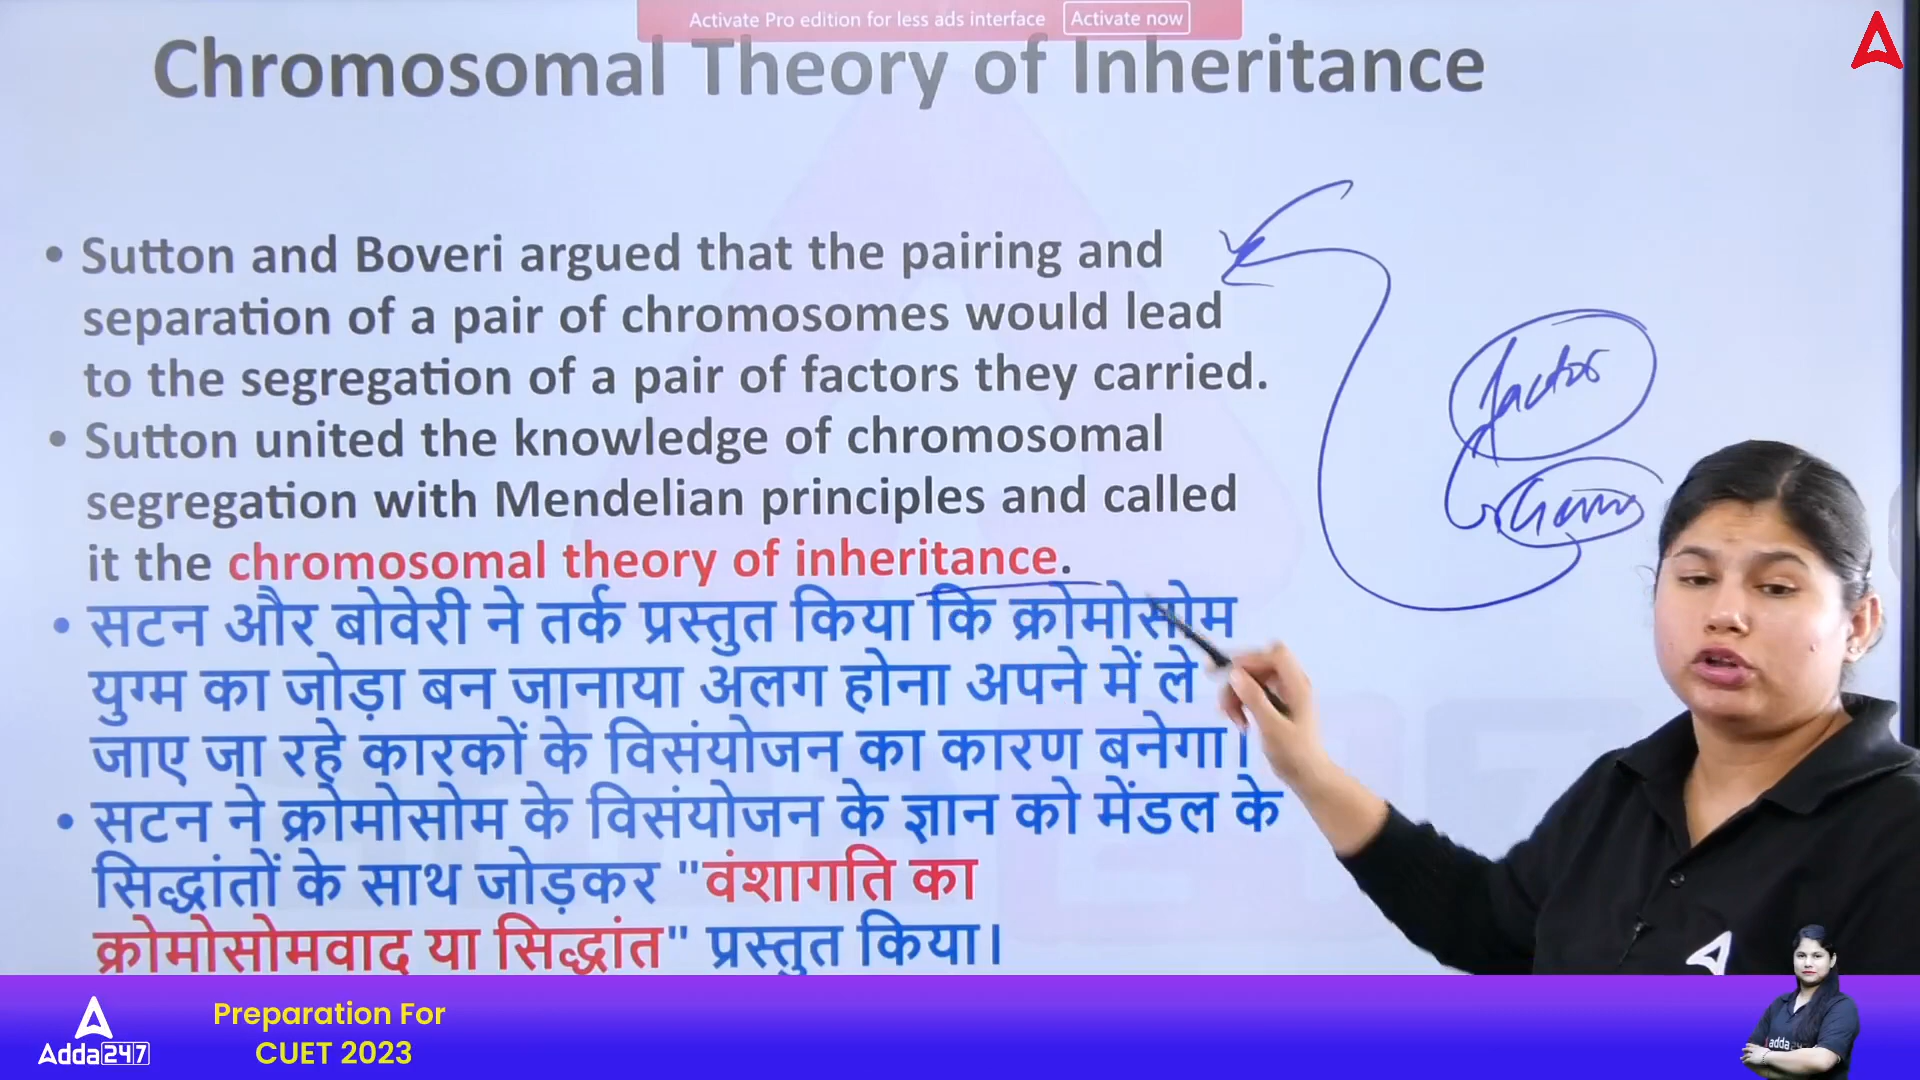 Activate Pro edition for less ads interface Activate now
Chromosomal Theory of Inheritance
• Sutton and Boveri argued that the pairing and
separation of a pair of chromosomes would lead
to the segregation of a pair of factors they carried.
• Sutton united the knowledge of chromosomal
segregation with Mendelian principles and called
it the chromosomal theory of inheritance.
• सटन और बोवेरी ने तर्क प्रस्तुत किया कि क्रोमोसोम
युग्म का जोड़ा बन जानाया अलग होना अपने में ले
जाए जा रहे कारकों के विसंयोजन का कारण बनेगा।
• सटन ने क्रोमोसोम के विसंयोजन के ज्ञान को मेंडल के
सिद्धांतों के साथ जोड़कर "वंशागति का
क्रोमोसोमवाद या सिद्धांत" प्रस्तुत किया।
factor
Preparation For
CUET 2023
Adda247
adda247